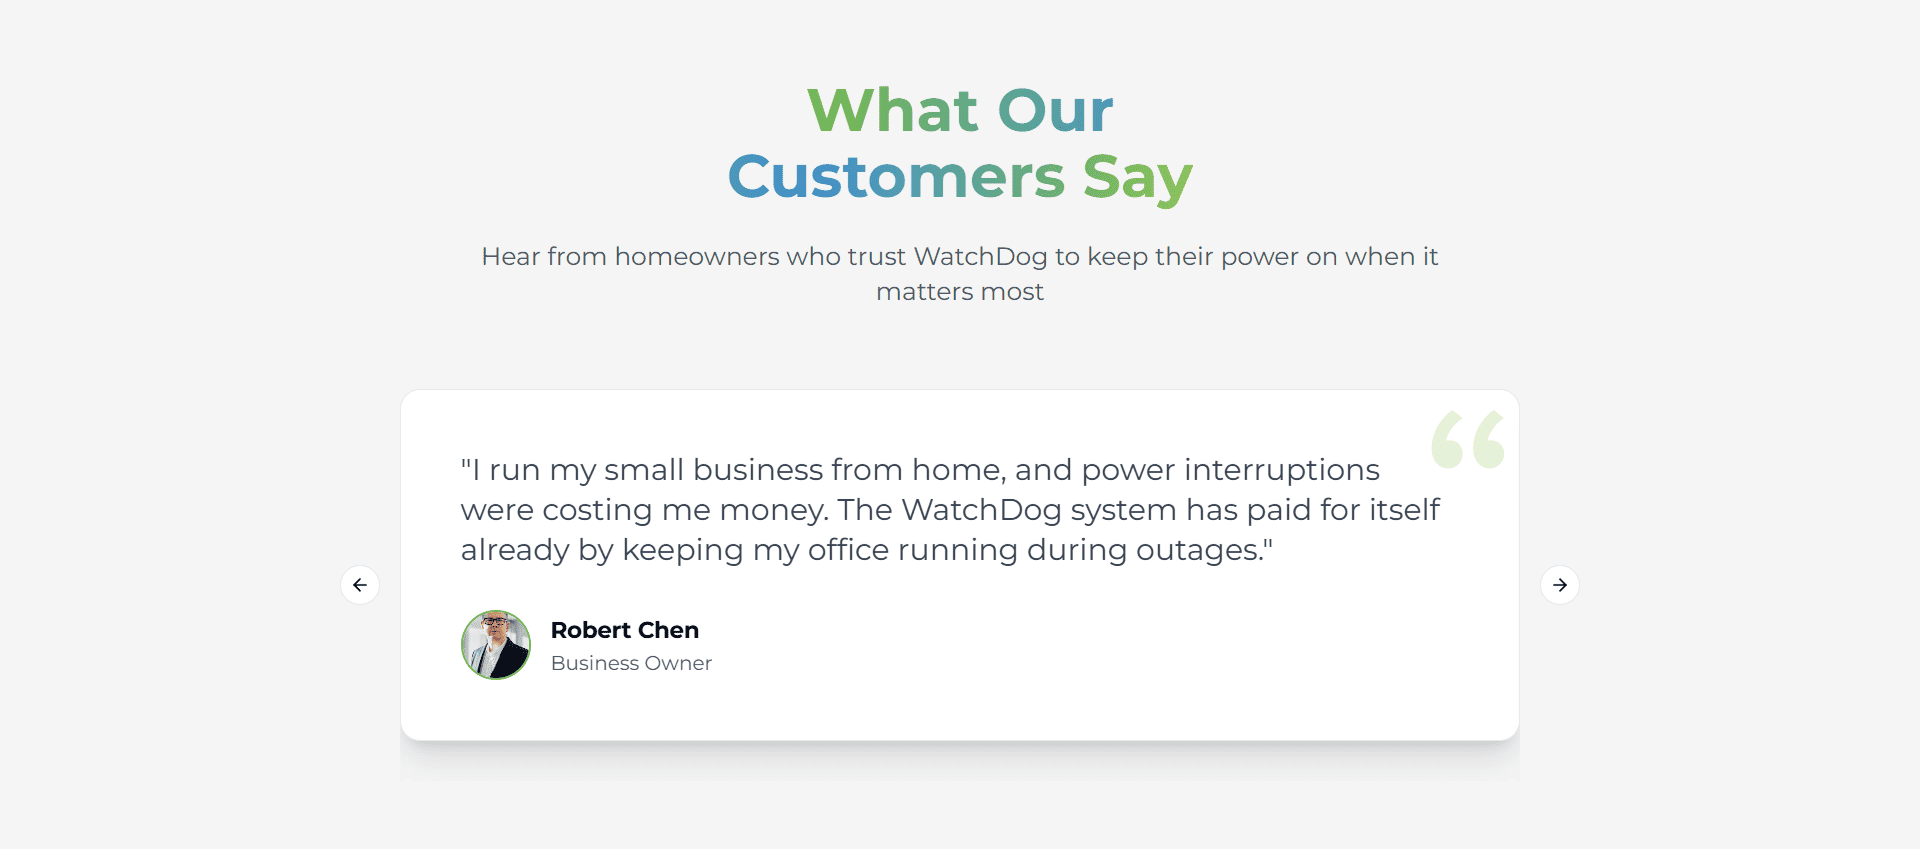 What Our
Customers Say
Hear from homeowners who trust WatchDog to keep their power on when it
matters most
"I run my small business from home, and power interruptions
were costing me money. The WatchDog system has paid for itself
already by keeping my office running during outages."
Robert Chen
Business Owner